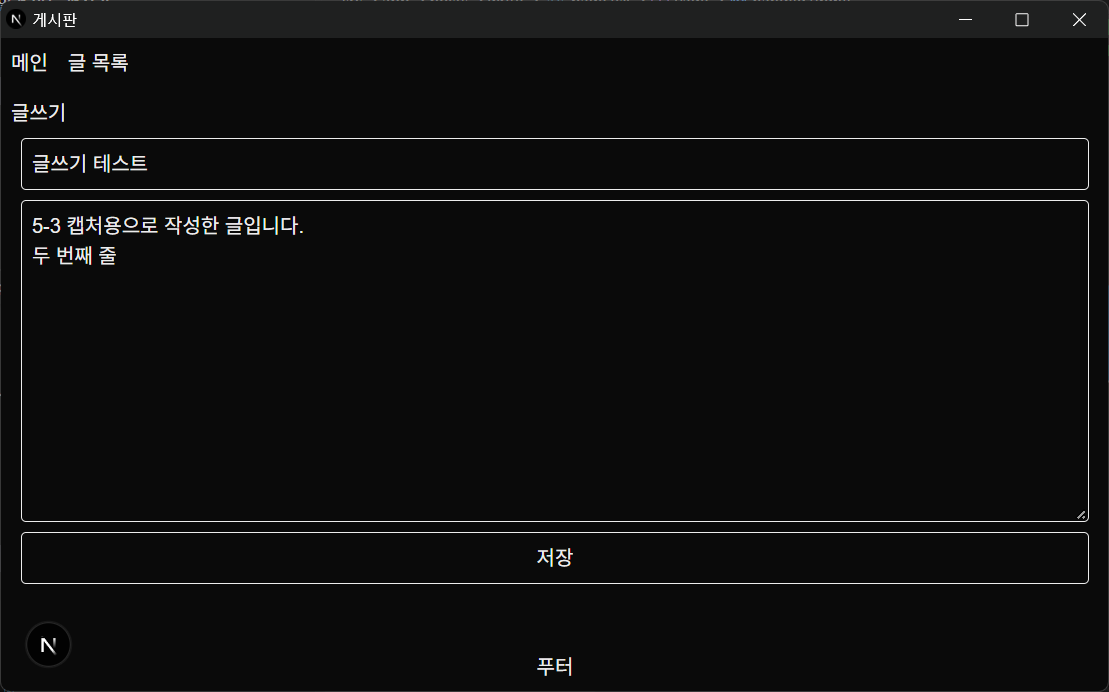 게시판
메인 글 목록
글쓰기
글쓰기 테스트
5-3 캡처용으로 작성한 글입니다.
두 번째 줄
저장
N
푸터